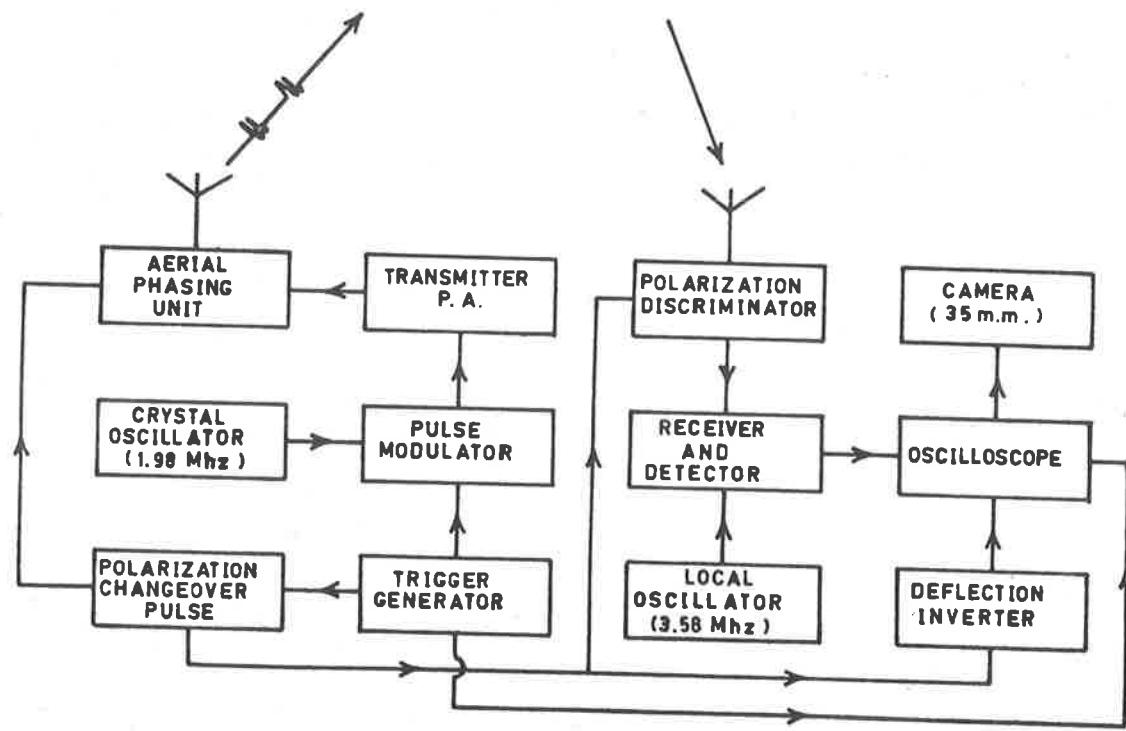 AERIAL
PHASING
UNIT
TRANSMITTER
P. A.
POLARIZATION
DISCRIMINATOR
CAMERA
( 35 m.m. )
CRYSTAL
OSCILLATOR
(1.98 Mhz)
PULSE
MODULATOR
RECEIVER
AND
DETECTOR
OSCILLOSCOPE
POLARIZATION
CHANGEOVER
PULSE
TRIGGER
GENERATOR
LOCAL
OSCILLATOR
(3.58 Mhz)
DEFLECTION
INVERTER